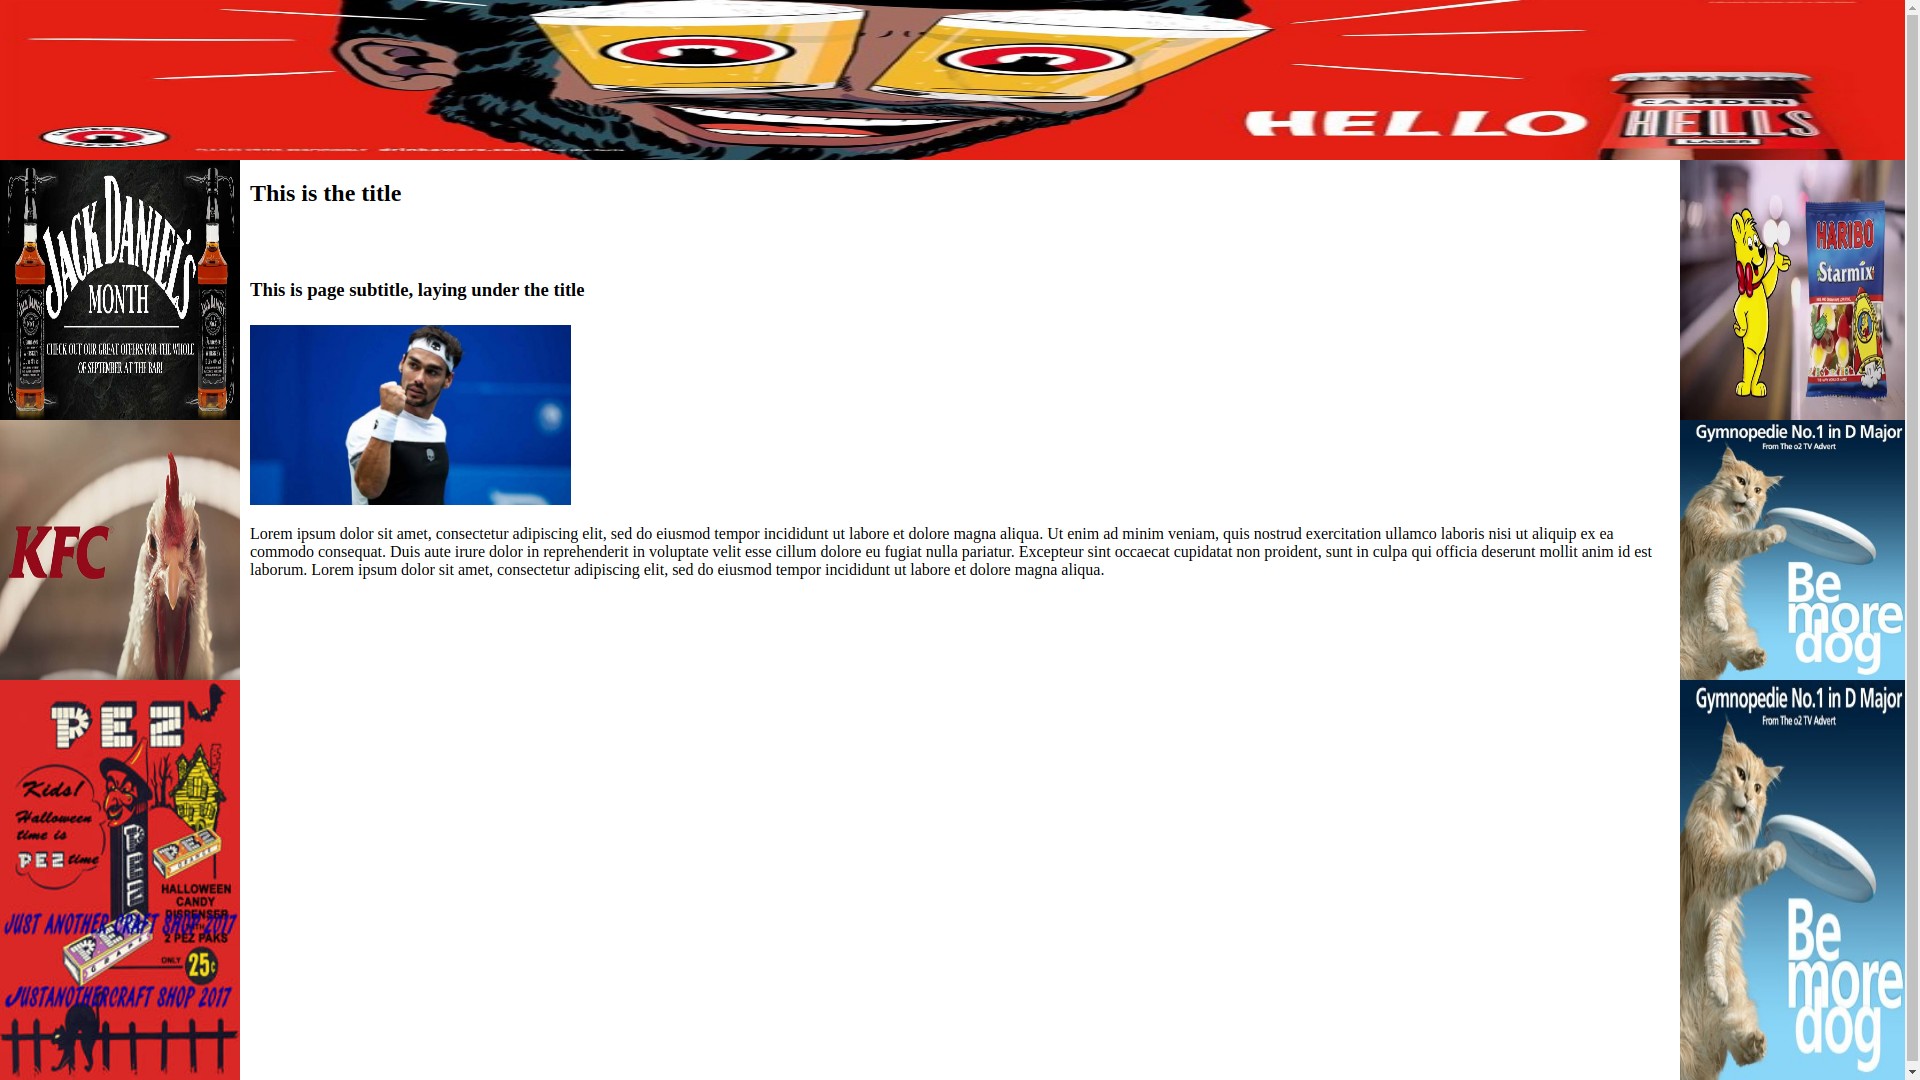 HELLO
CAMDEN
HELLS
LAGER
JACK DANIEL'S
MONTH
CHECK OUT OUR GREAT OFFERS FOR THE WHOLE
OF SEPTEMBER AT THE BAR!
This is the title
This is page subtitle, laying under the title
Lorem ipsum dolor sit amet, consectetur adipiscing elit, sed do eiusmod tempor incididunt ut labore et dolore magna aliqua. Ut enim ad minim veniam, quis nostrud exercitation ullamco laboris nisi ut aliquip ex ea
commodo consequat. Duis aute irure dolor in reprehenderit in voluptate velit esse cillum dolore eu fugiat nulla pariatur. Excepteur sint occaecat cupidatat non proident, sunt in culpa qui officia deserunt mollit anim id est
laborum. Lorem ipsum dolor sit amet, consectetur adipiscing elit, sed do eiusmod tempor incididunt ut labore et dolore magna aliqua.
KFC
PEZ
Kids!
Halloween
time is
PEZ time
PEZ
PEZ
HALLOWEEN
CANDY
DISPENSER
2 PEZ PAKS
ONLY
25¢
JUST ANOTHER CRAFT SHOP 2017
JUSTANOTHERCRAFT SHOP 2017
HARIBO
Starmix
Gymnopedie No.1 in D Major
From The o2 TV Advert
Be
more
dog
Gymnopedie No.1 in D Major
From The o2 TV Advert
Be
more
dog